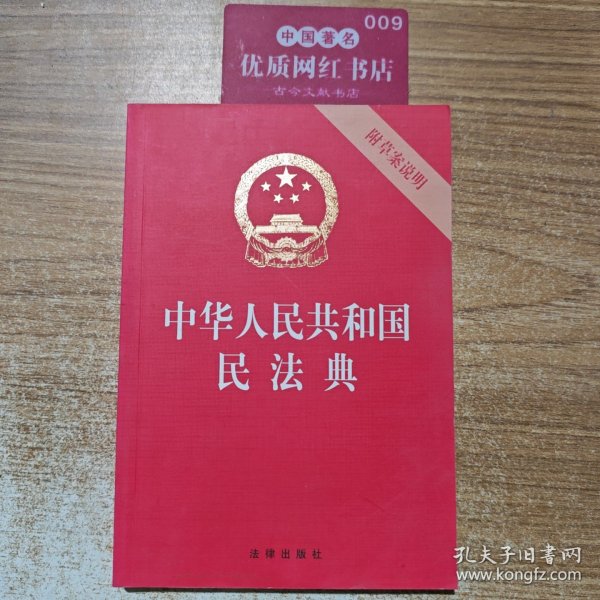 009
中国著名
优质网红书店
古今文献书店
附草案说明
中华人民共和国
民法典
法律出版社
孔夫子旧书网
www.kongfz.com